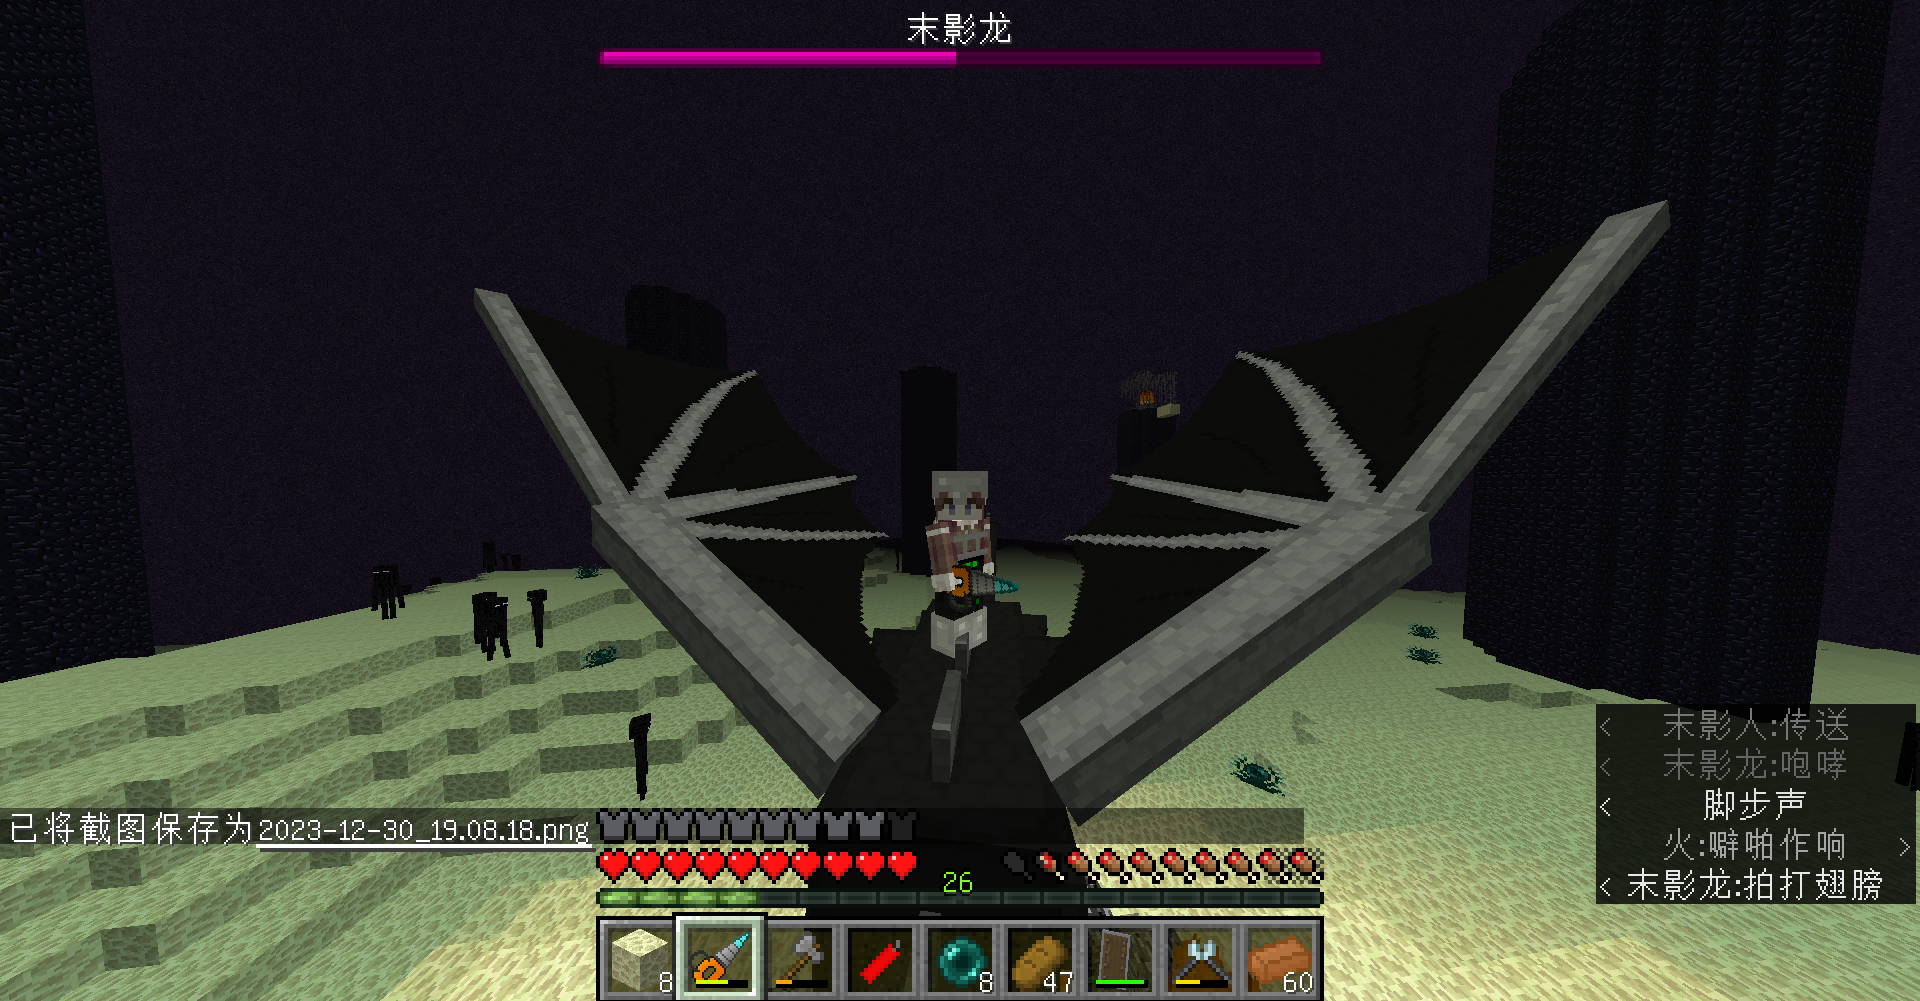 末影龙
末影人:传送
末影龙:咆哮
脚步声
火:噼啪作响
末影龙:拍打翅膀
已将截图保存为2023-12-30_19.08.18.png
26
8
8
47
60